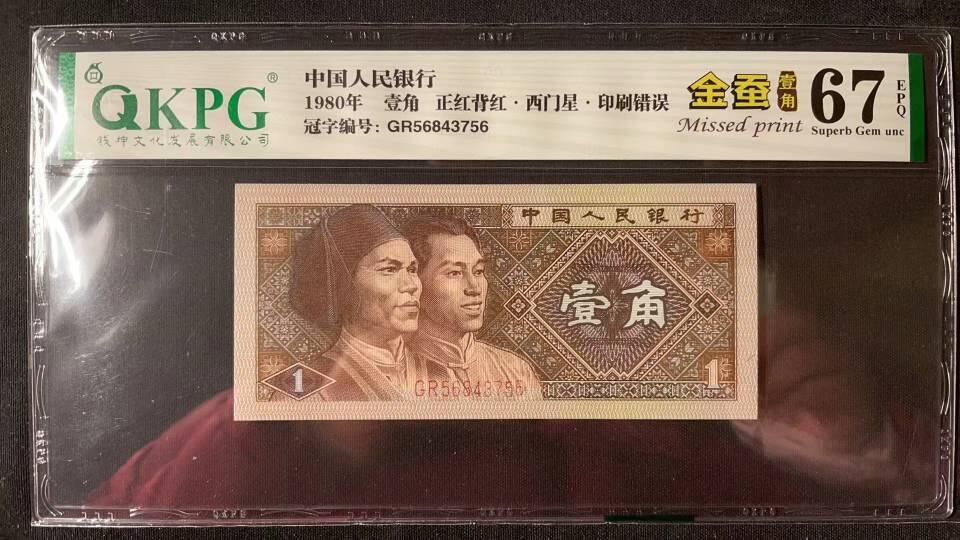 QKPG®
钱坤文化发展有限公司
中国人民银行
1980年 壹角 正红背红·西门星·印刷错误
冠字编号: GR56843756
金蚕 壹角
Missed print
67 EPQ
Superb Gem unc
中国人民银行
壹角
1
GR56843756
1